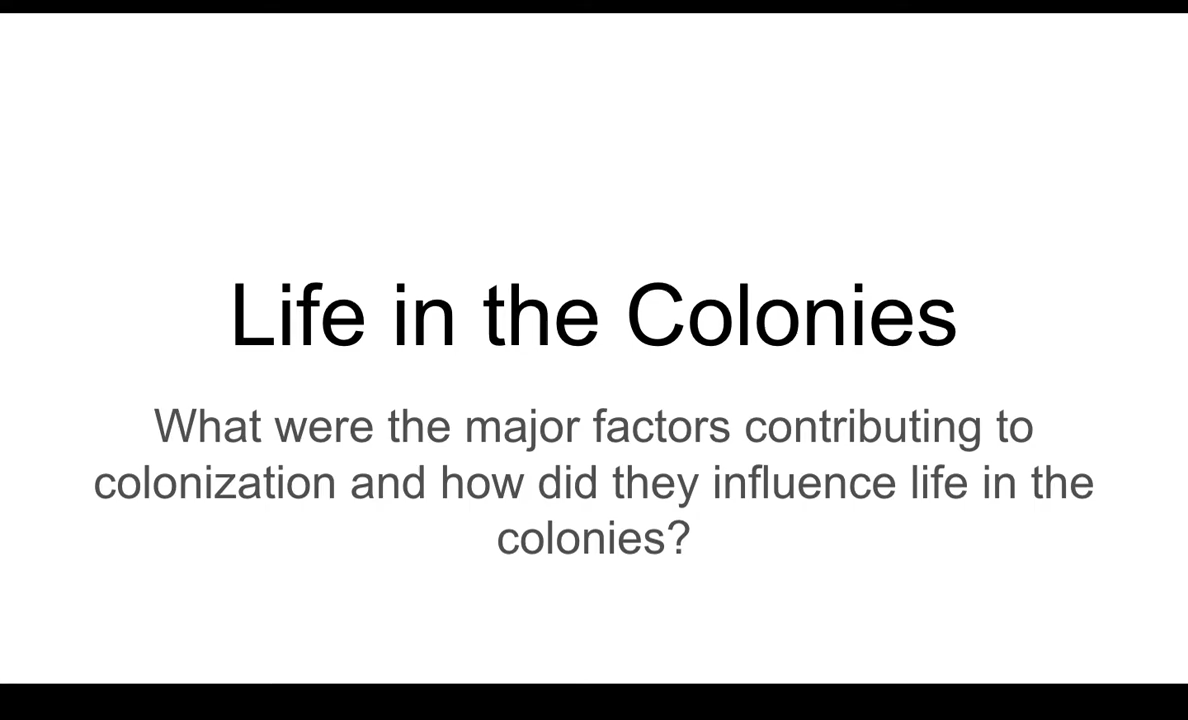 Life in the Colonies
What were the major factors contributing to
colonization and how did they influence life in the
colonies?